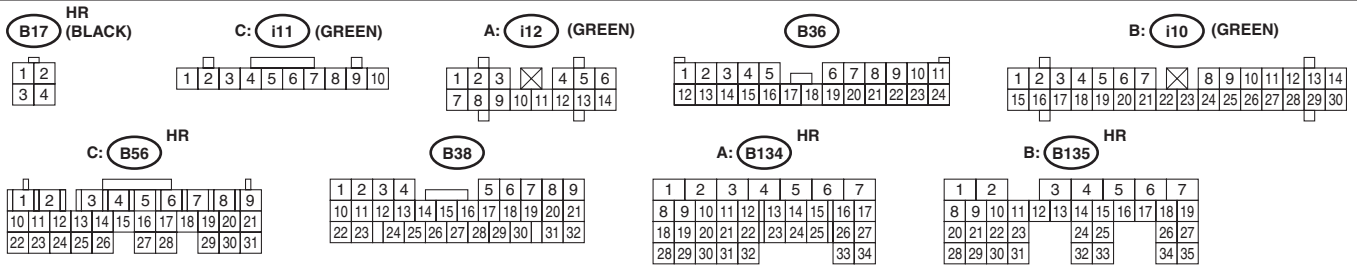 HR
B17 (BLACK) C: i11 (GREEN) A: i12 (GREEN) B36 B: i10 (GREEN)
1 2
3 4
1 2 3 4 5 6 7 8 9 10
1 2 3 4 5 6
7 8 9 10 11 12 13 14
1 2 3 4 5 6 7 8 9 10 11
12 13 14 15 16 17 18 19 20 21 22 23 24
1 2 3 4 5 6 7 8 9 10 11 12 13 14
15 16 17 18 19 20 21 22 23 24 25 26 27 28 29 30
C: B56 HR B38 A: B134 HR B: B135 HR
1 2 3 4 5 6 7 8 9
10 11 12 13 14 15 16 17 18 19 20 21
22 23 24 25 26 27 28 29 30 31
1 2 3 4 5 6 7 8 9
10 11 12 13 14 15 16 17 18 19 20 21
22 23 24 25 26 27 28 29 30 31 32
1 2 3 4 5 6 7
8 9 10 11 12 13 14 15 16 17
18 19 20 21 22 23 24 25 26 27
28 29 30 31 32 33 34
1 2 3 4 5 6 7
8 9 10 11 12 13 14 15 16 17 18 19
20 21 22 23 24 25 26 27
28 29 30 31 32 33 34 35